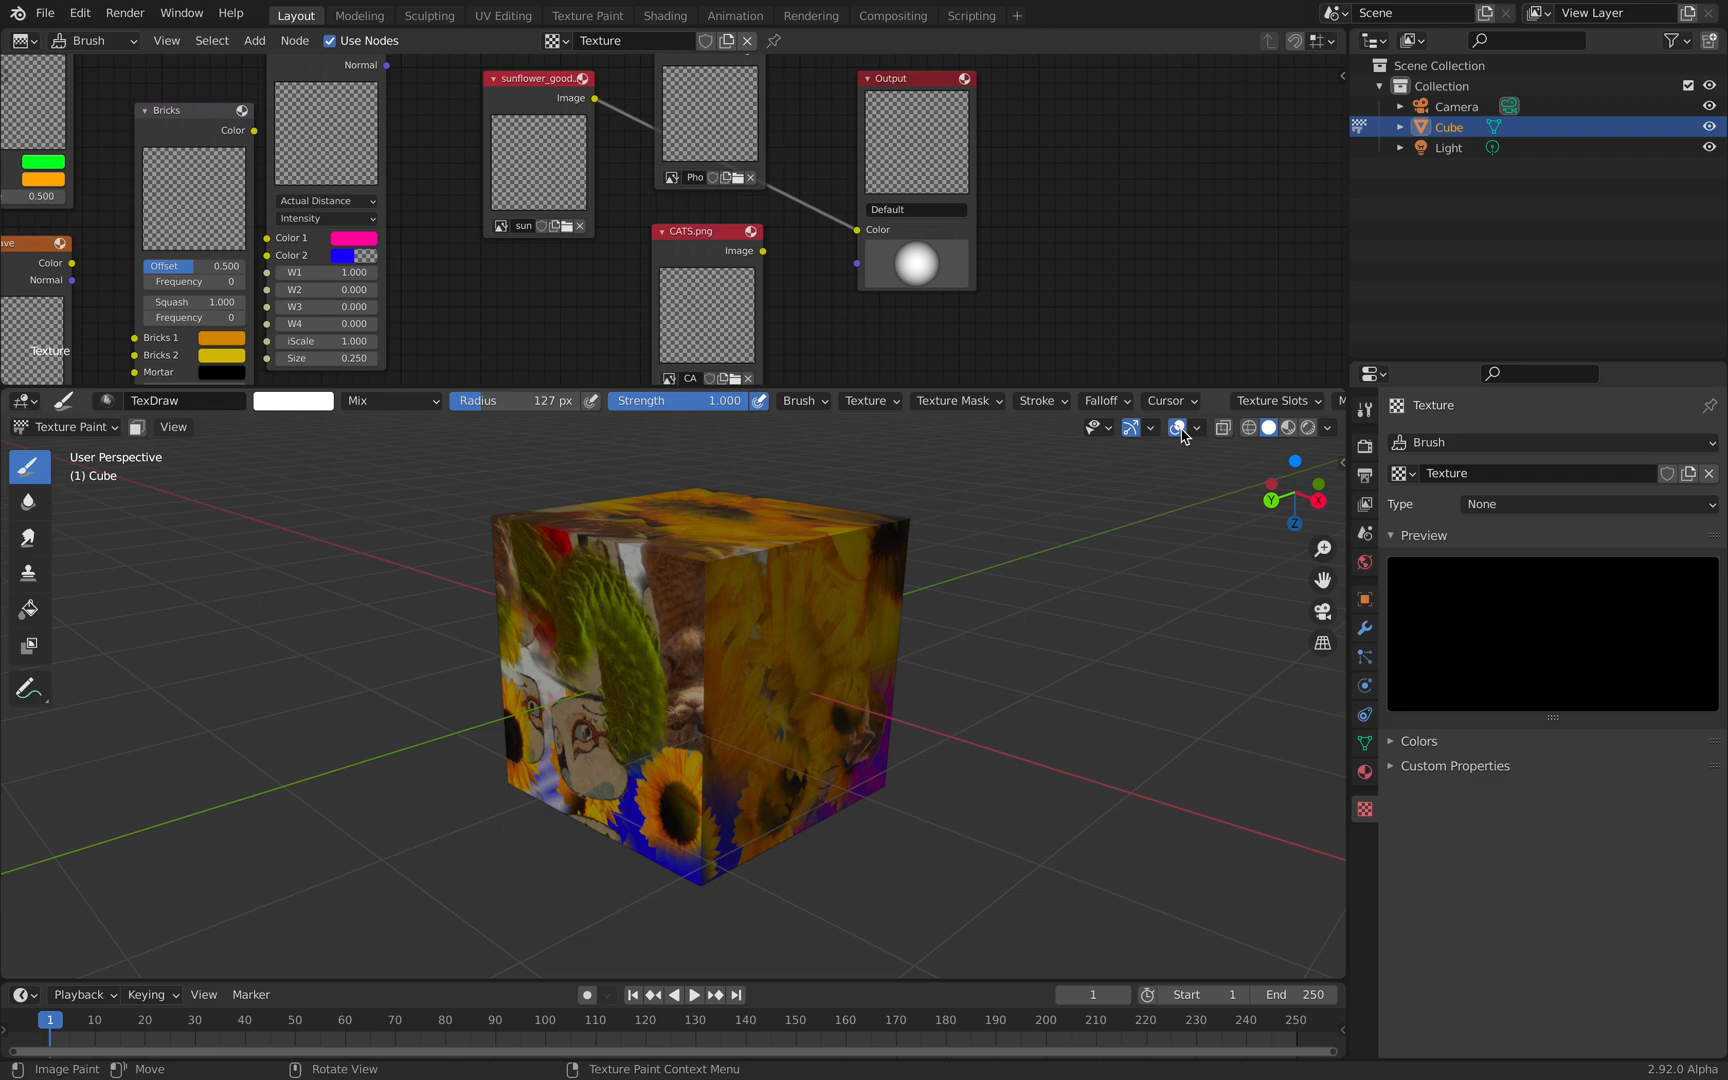 File Edit Render Window Help Layout Modeling Sculpting UV Editing Texture Paint Shading Animation Rendering Compositing Scripting + Scene View Layer
Brush View Select Add Node Use Nodes Texture
Scene Collection
Collection
Camera
Cube
Light
0.500
Color
Normal
Texture
Bricks
Color
Offset 0.500
Frequency 0
Squash 1.000
Frequency 0
Bricks 1
Bricks 2
Mortar
Normal
Actual Distance
Intensity
Color 1
Color 2
W1 1.000
W2 0.000
W3 0.000
W4 0.000
iScale 1.000
Size 0.250
sunflower_good..
Image
sun
Pho
CATS.png
Image
CA
Output
Default
Color
TexDraw Mix Radius 127 px Strength 1.000 Brush Texture Texture Mask Stroke Falloff Cursor Texture Slots M
Texture Paint View
User Perspective
(1) Cube
Y X
Z
Texture
Brush
Texture
Type None
Preview
Colors
Custom Properties
Playback Keying View Marker 1 Start 1 End 250
1 10 20 30 40 50 60 70 80 90 100 110 120 130 140 150 160 170 180 190 200 210 220 230 240 250
Image Paint Move Rotate View Texture Paint Context Menu 2.92.0 Alpha